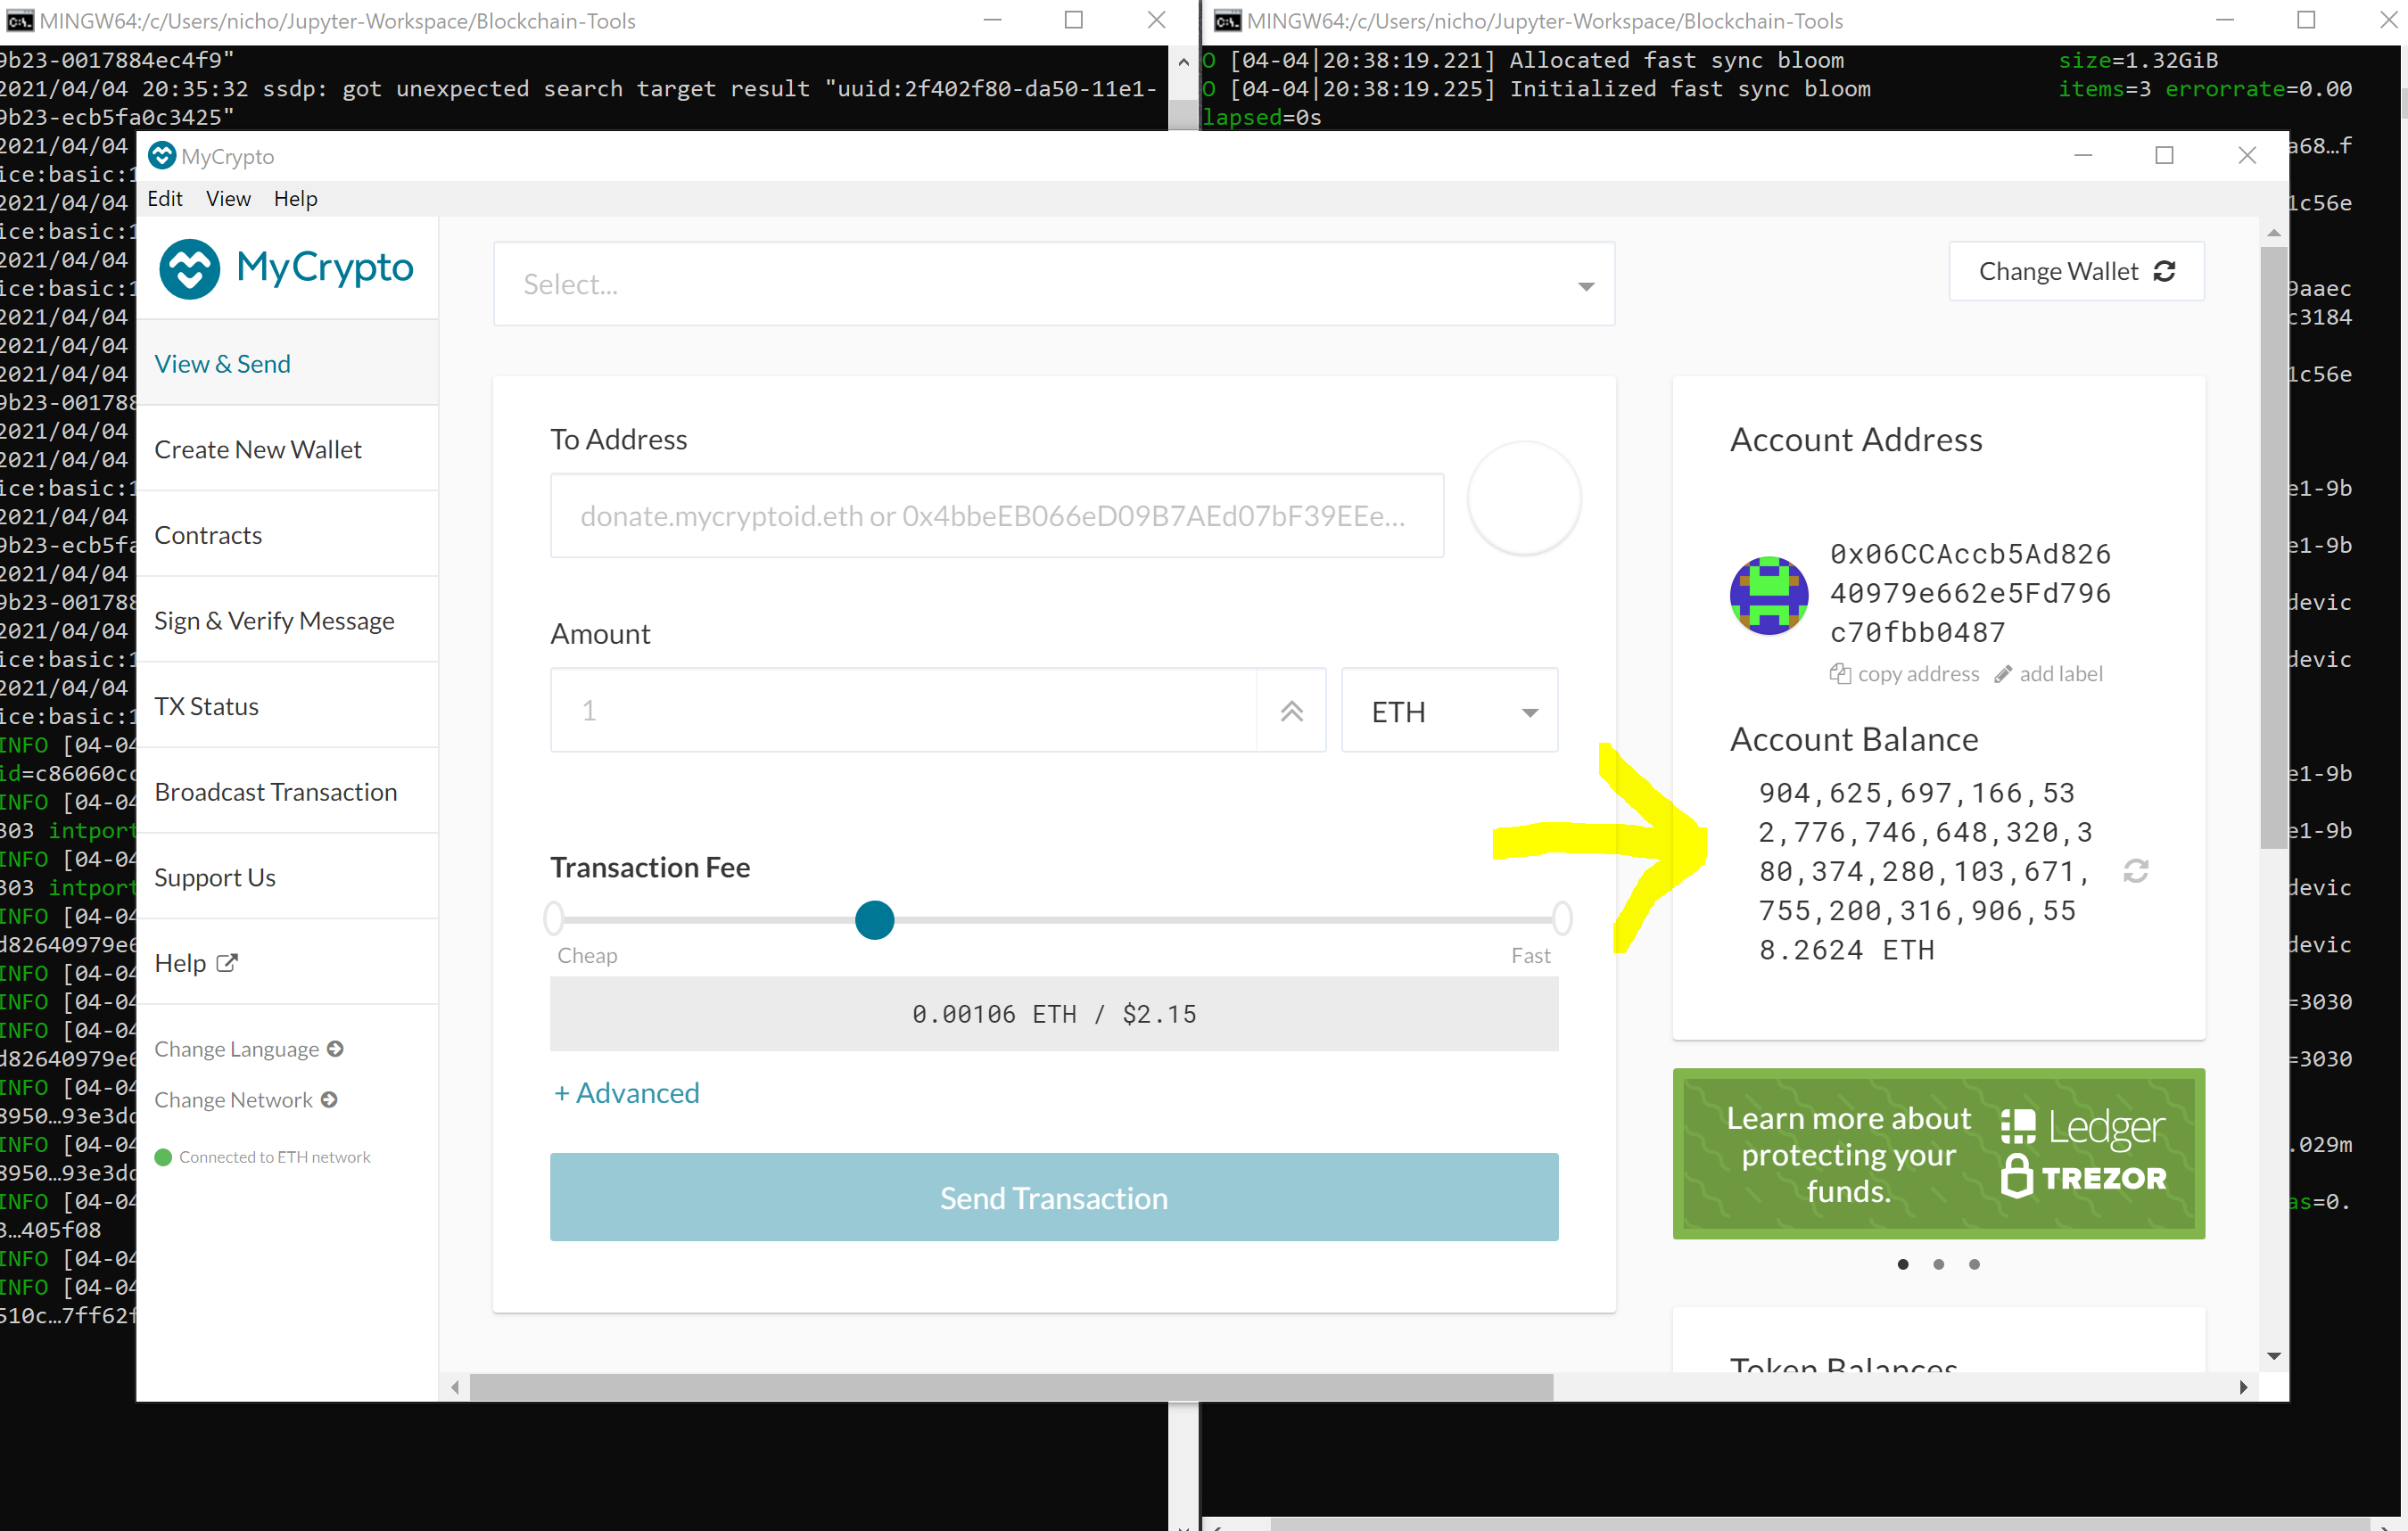 MINGW64:/c/Users/nicho/Jupyter-Workspace/Blockchain-Tools
9b23-0017884ec4f9"
2021/04/04 20:35:32 ssdp: got unexpected search target result "uuid:2f402f80-da50-11e1-
9b23-ecb5fa0c3425"
2021/04/04
ice:basic:1
2021/04/04
ice:basic:1
2021/04/04
ice:basic:1
2021/04/04
2021/04/04
2021/04/04
9b23-001788
2021/04/04
2021/04/04
ice:basic:1
2021/04/04
9b23-ecb5fa
2021/04/04
9b23-001788
2021/04/04
ice:basic:1
2021/04/04
ice:basic:1
INFO [04-04
id=c86060cc
INFO [04-04
303 intport
INFO [04-04
303 intport
INFO [04-04
d82640979e6
INFO [04-04
INFO [04-04
INFO [04-04
d82640979e6
INFO [04-04
8950…93e3dc
INFO [04-04
8950…93e3dc
INFO [04-04
3…405f08
INFO [04-04
INFO [04-04
510c…7ff62f
MINGW64:/c/Users/nicho/Jupyter-Workspace/Blockchain-Tools
O [04-04|20:38:19.221] Allocated fast sync bloom size=1.32GiB
O [04-04|20:38:19.225] Initialized fast sync bloom items=3 errorrate=0.00
lapsed=0s
a68…f
1c56e
9aaec
c3184
1c56e
e1-9b
e1-9b
devic
devic
e1-9b
e1-9b
devic
devic
=3030
=3030
.029m
as=0.
MyCrypto
Edit View Help
MyCrypto
View & Send
Create New Wallet
Contracts
Sign & Verify Message
TX Status
Broadcast Transaction
Support Us
Help
Change Language
Change Network
Connected to ETH network
Select...
Change Wallet
To Address
donate.mycryptoid.eth or 0x4bbeEB066eD09B7AEd07bF39EEe...
Amount
1
ETH
Transaction Fee
Cheap Fast
0.00106 ETH / $2.15
+ Advanced
Send Transaction
Account Address
0x06CCAccb5Ad826
40979e662e5Fd796
c70fbb0487
copy address add label
Account Balance
904,625,697,166,53
2,776,746,648,320,3
80,374,280,103,671,
755,200,316,906,55
8.2624 ETH
Learn more about
protecting your
funds.
Ledger
TREZOR
Token Balances